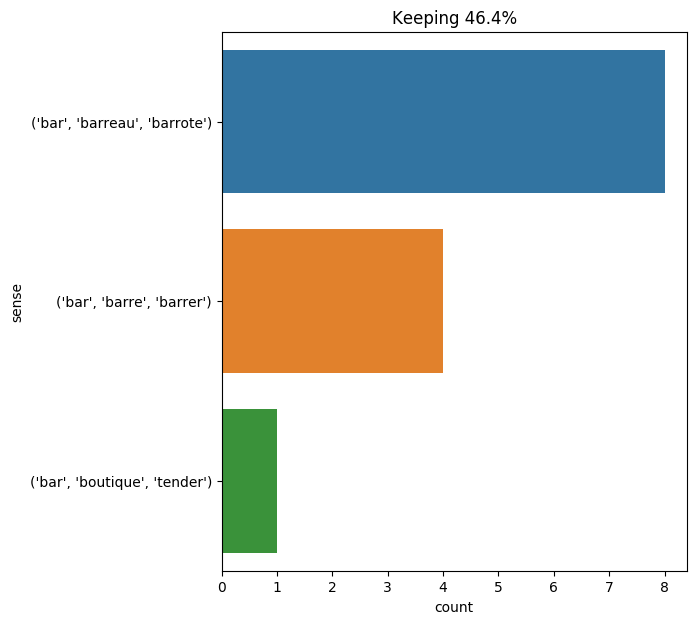 Keeping 46.4%
('bar', 'barreau', 'barrote')
('bar', 'barre', 'barrer')
('bar', 'boutique', 'tender')
sense
0 1 2 3 4 5 6 7 8
count